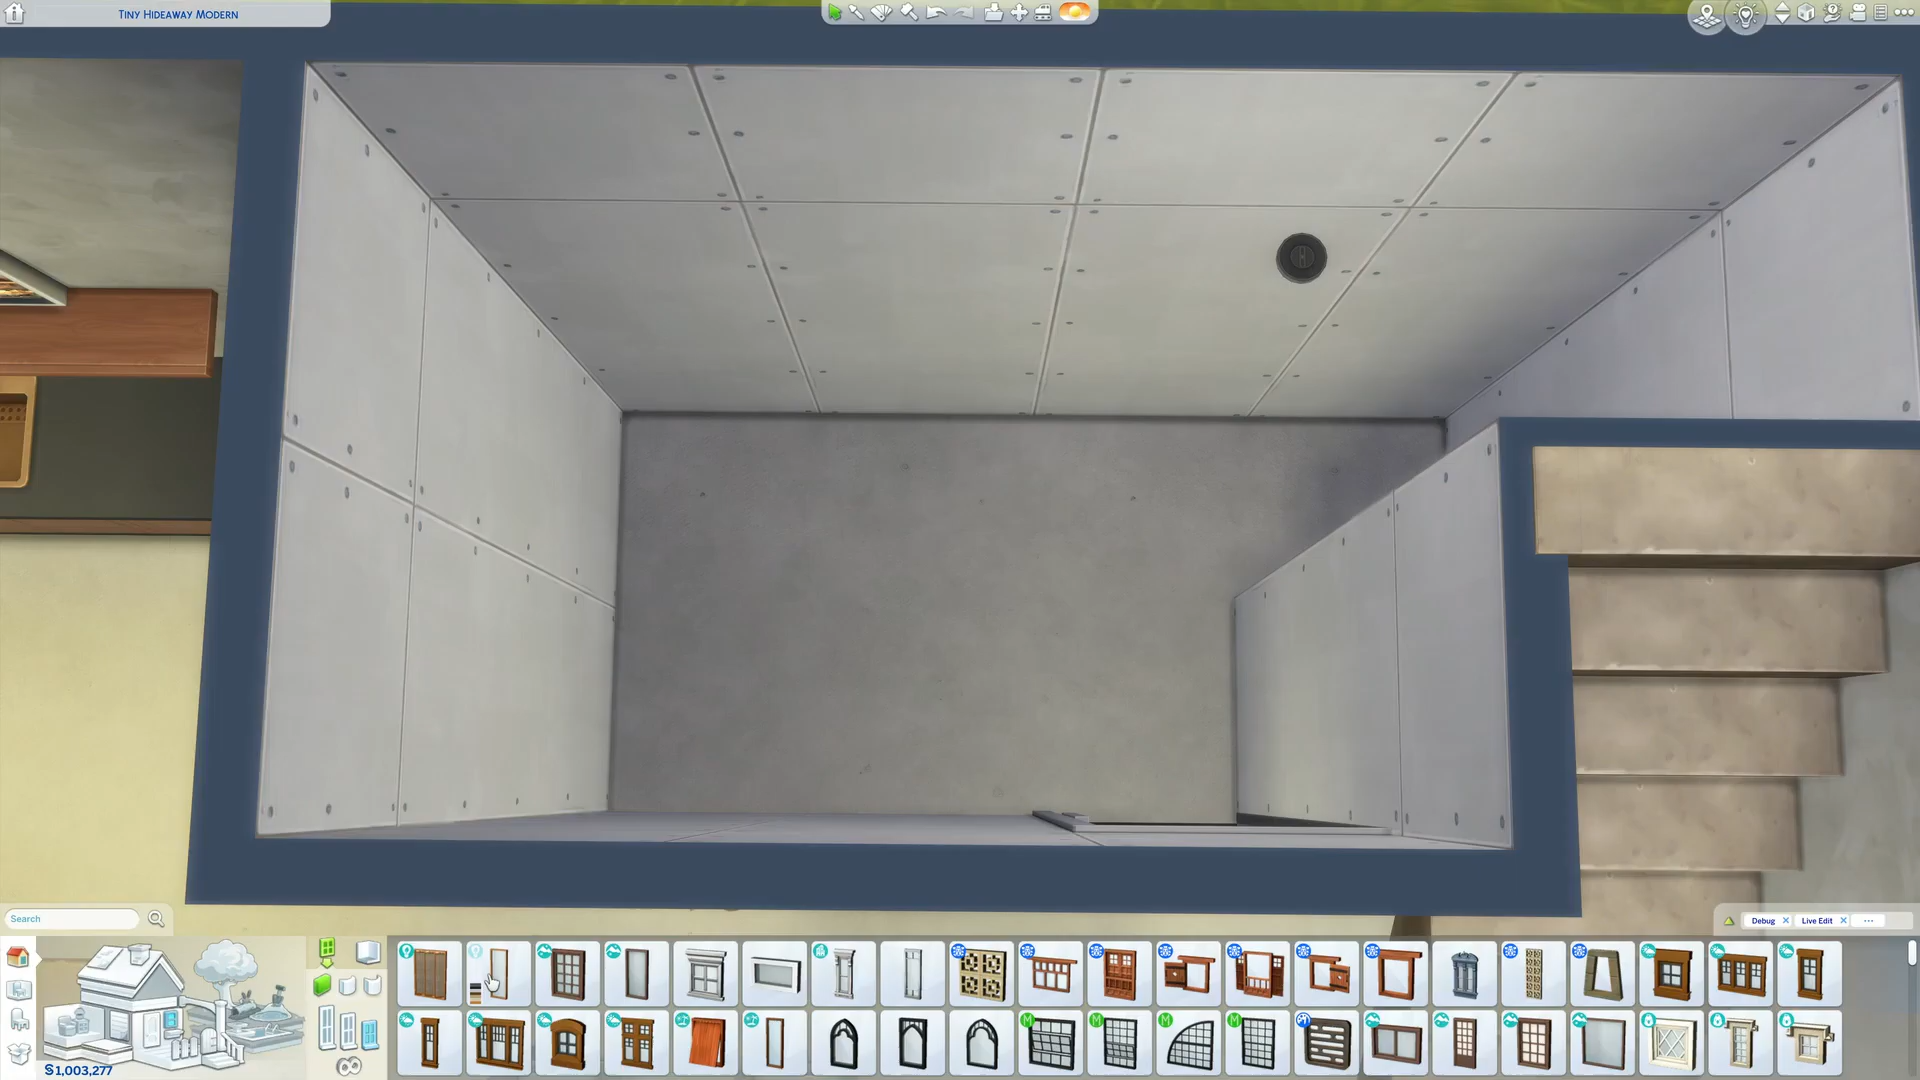 Tiny Hideaway Modern
Search
Debug
Live Edit
§1,003,277